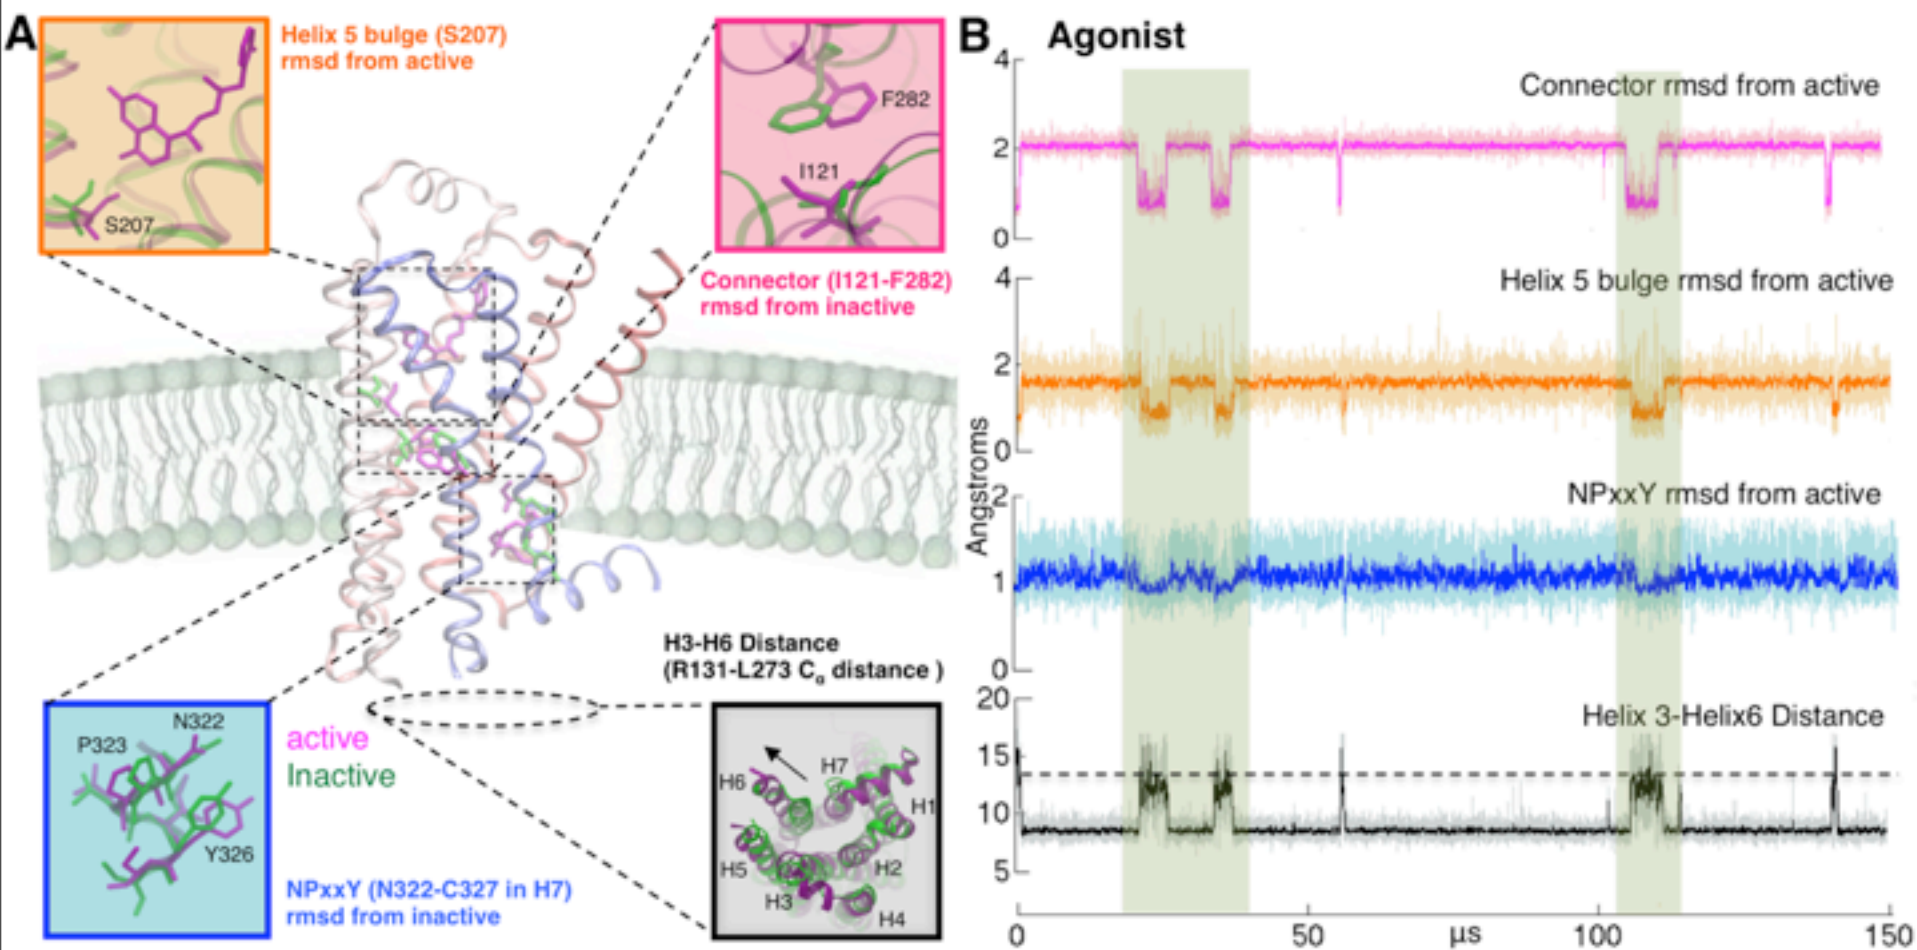 A
Helix 5 bulge (S207)
rmsd from active
S207
F282
I121
Connector (I121-F282)
rmsd from inactive
H3-H6 Distance
(R131-L273 Cα distance )
N322
P323
Y326
active
Inactive
NPxxY (N322-C327 in H7)
rmsd from inactive
H7
H6
H1
H5
H2
H3
H4
B
Agonist
Angstroms
4
Connector rmsd from active
2
0
4
Helix 5 bulge rmsd from active
2
0
2
NPxxY rmsd from active
1
0
20
Helix 3-Helix6 Distance
15
10
5
0
50
µs
100
150